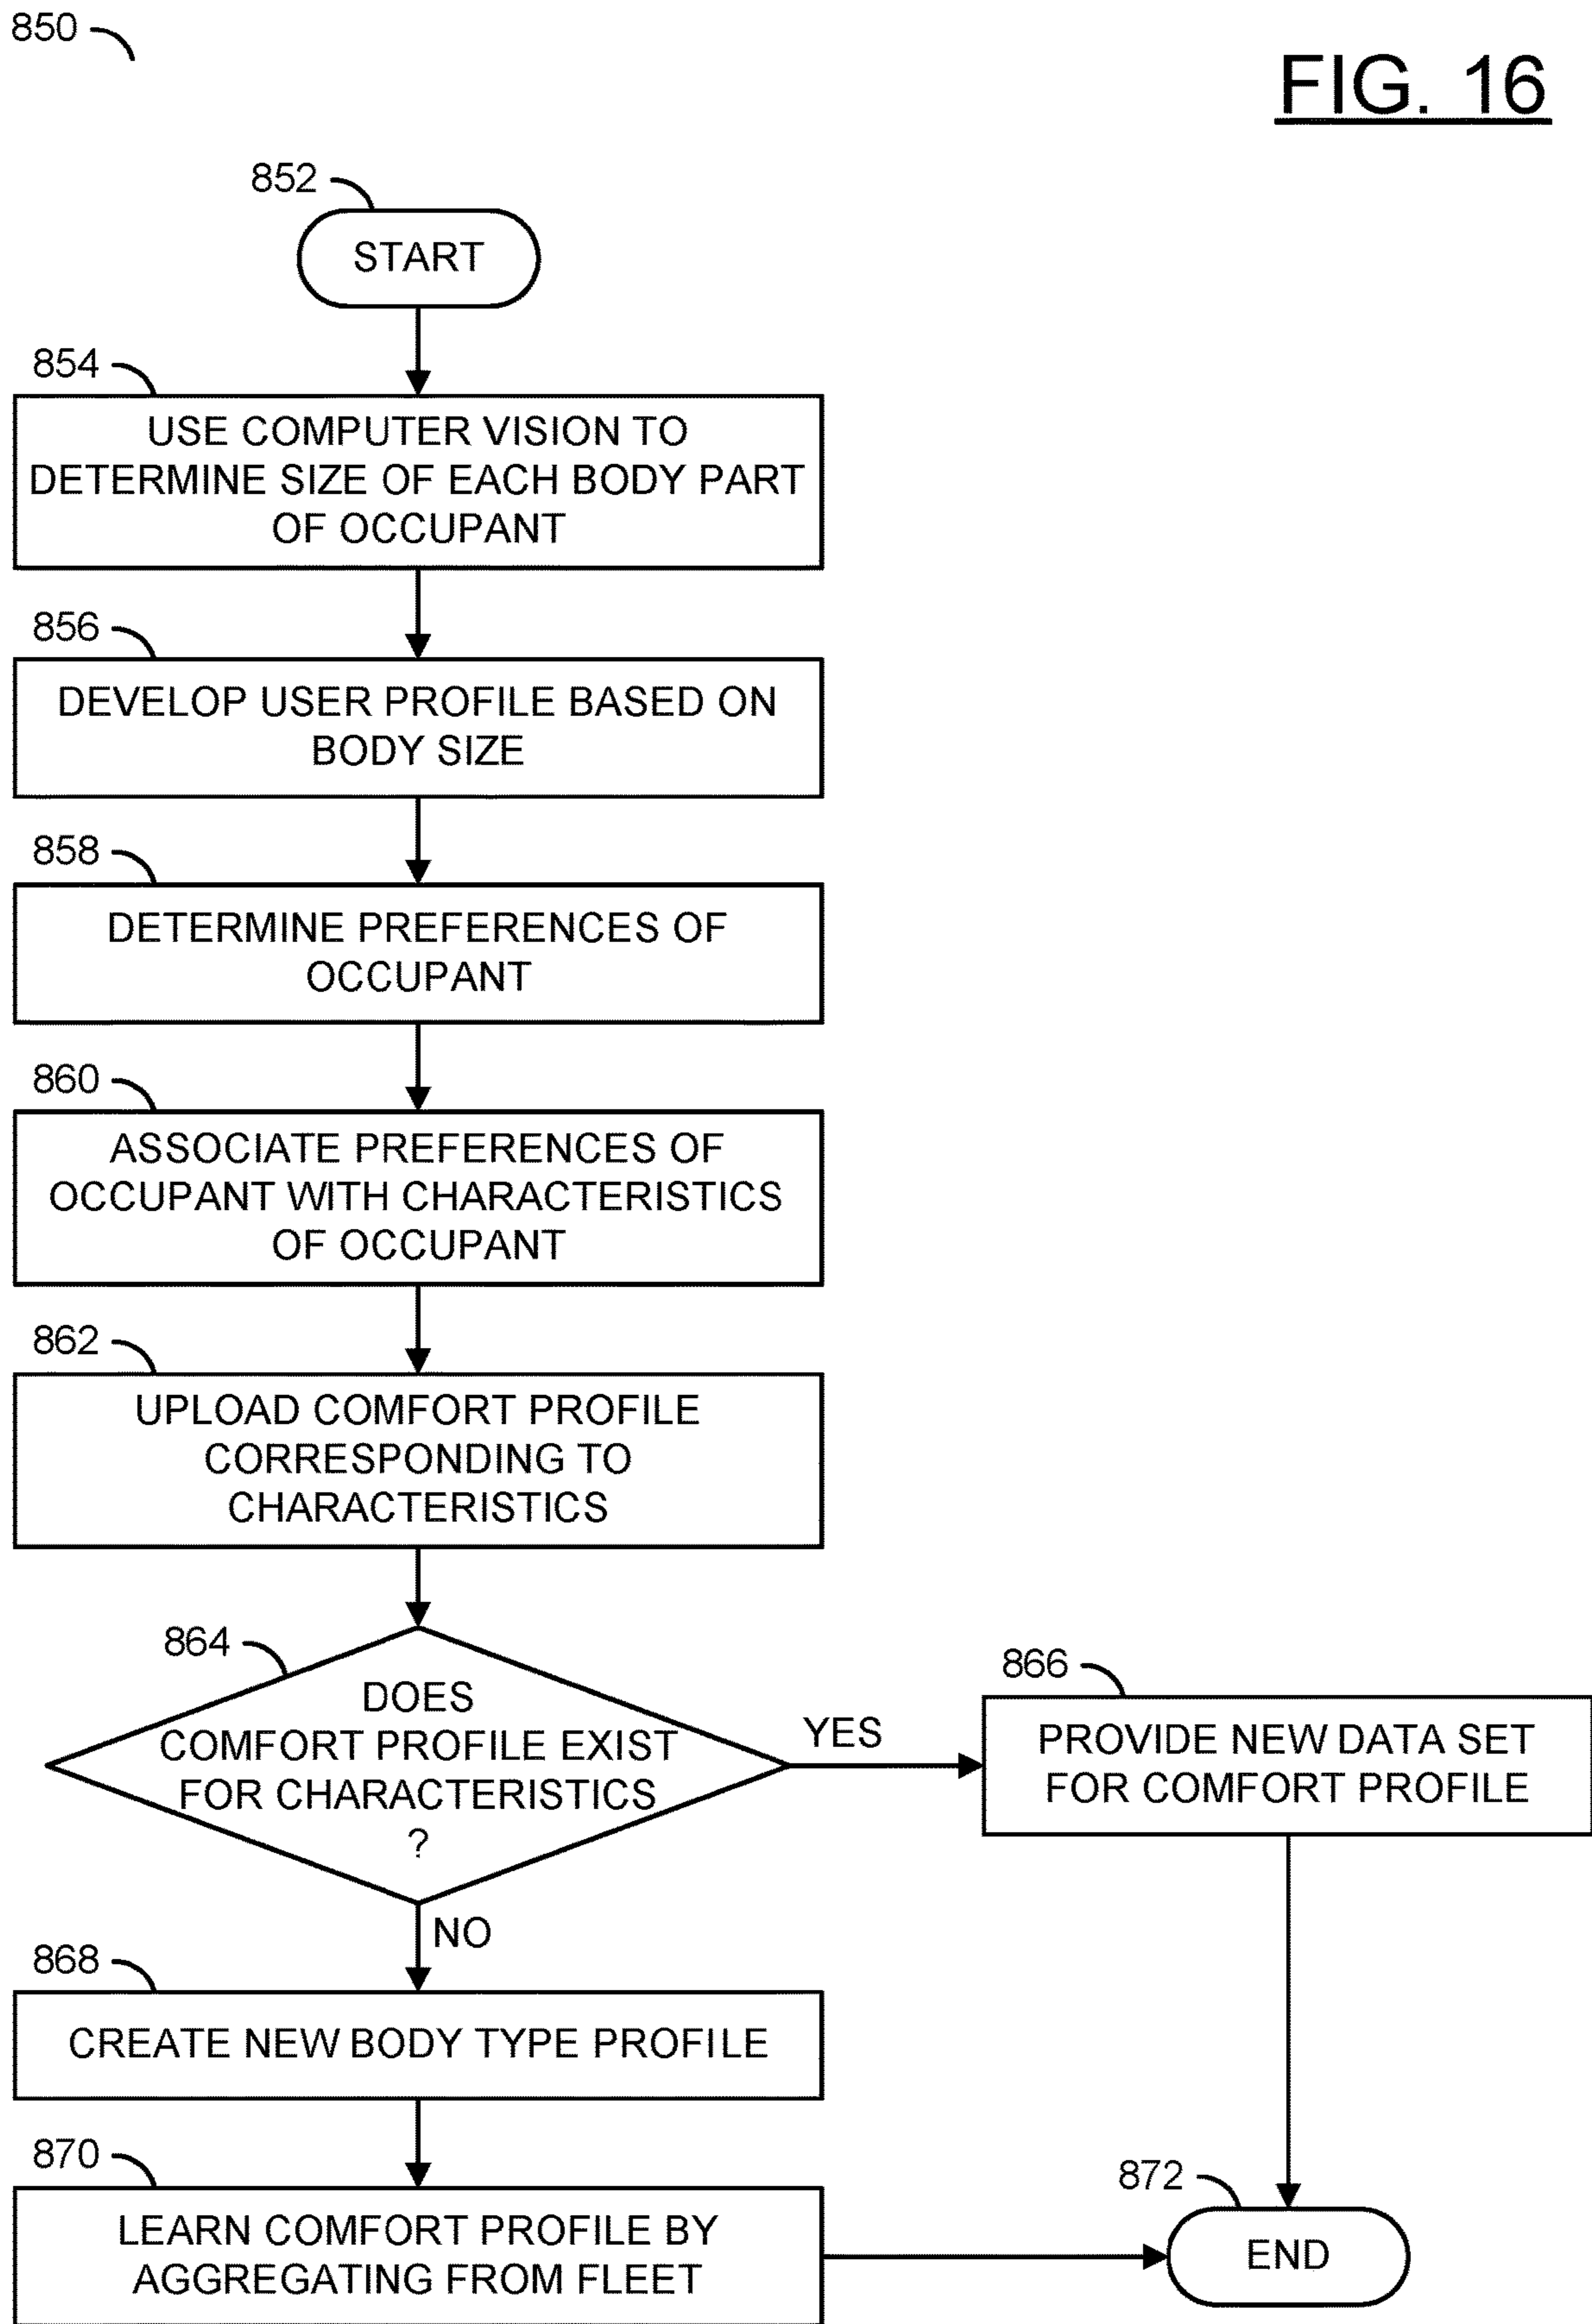 850
FIG. 16
852
START
854
USE COMPUTER VISION TO
DETERMINE SIZE OF EACH BODY PART
OF OCCUPANT
856
DEVELOP USER PROFILE BASED ON
BODY SIZE
858
DETERMINE PREFERENCES OF
OCCUPANT
860
ASSOCIATE PREFERENCES OF
OCCUPANT WITH CHARACTERISTICS
OF OCCUPANT
862
UPLOAD COMFORT PROFILE
CORRESPONDING TO
CHARACTERISTICS
864
DOES
COMFORT PROFILE EXIST
FOR CHARACTERISTICS
?
YES
866
PROVIDE NEW DATA SET
FOR COMFORT PROFILE
NO
868
CREATE NEW BODY TYPE PROFILE
870
LEARN COMFORT PROFILE BY
AGGREGATING FROM FLEET
872
END